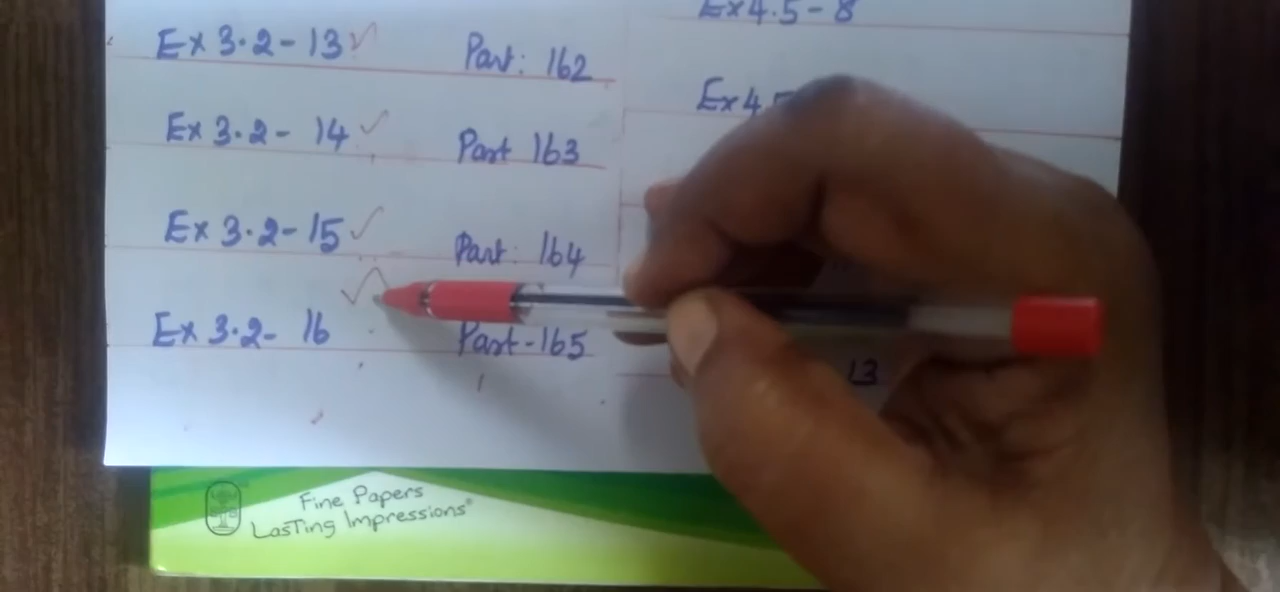 Ex 3.2 - 13 ✓ Part: 162
Ex 3.2 - 14 ✓ Part 163
Ex 3.2 - 15 ✓ Part: 164
Ex 3.2 - 16 ✓ Part - 165
Ex 4.5 - 8
Ex 4.5
13
Fine Papers
Lasting Impressions®